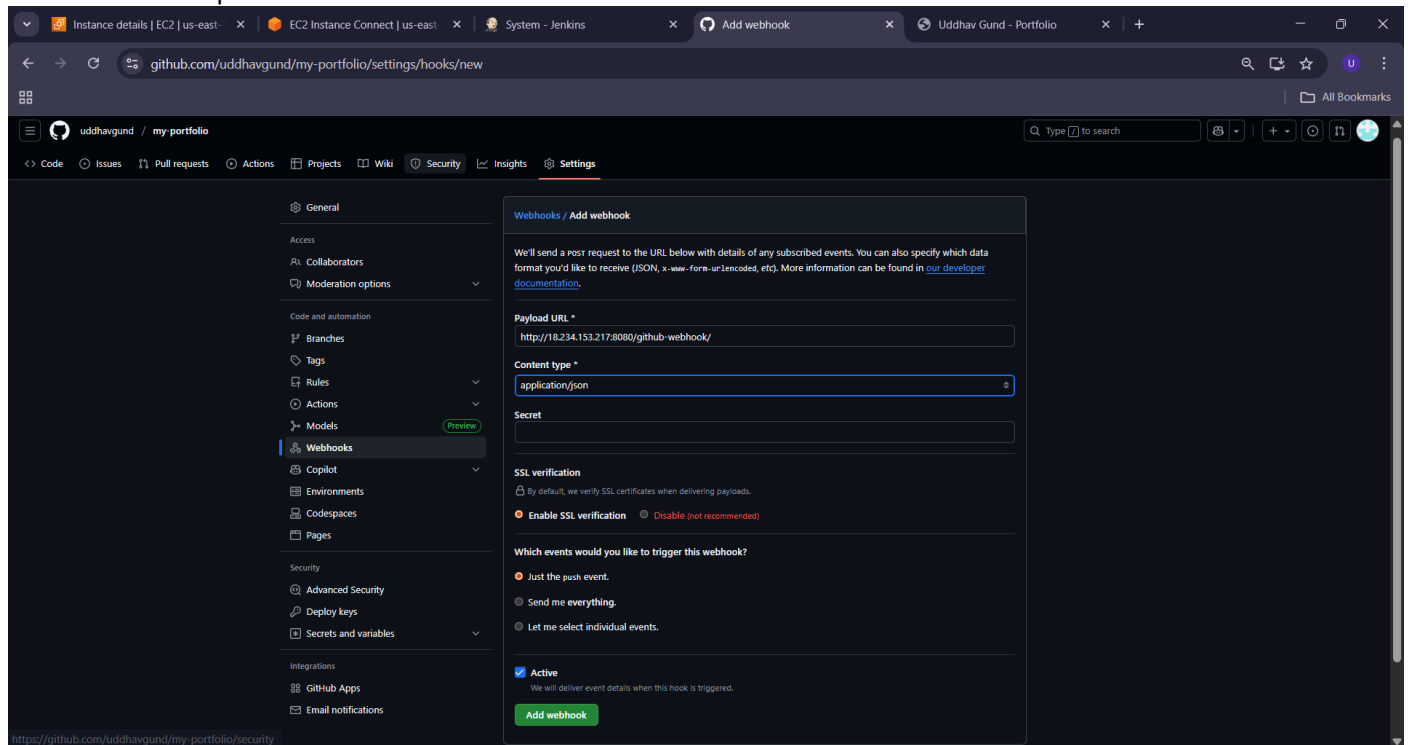 Instance details | EC2 | us-east-
EC2 Instance Connect | us-east-
System - Jenkins
Add webhook
Uddhav Gund - Portfolio
github.com/uddhavgund/my-portfolio/settings/hooks/new
U
All Bookmarks
uddhavgund / my-portfolio
Type / to search
Code
Issues
Pull requests
Actions
Projects
Wiki
Security
Insights
Settings
General
Access
Collaborators
Moderation options
Code and automation
Branches
Tags
Rules
Actions
Models Preview
Webhooks
Copilot
Environments
Codespaces
Pages
Security
Advanced Security
Deploy keys
Secrets and variables
Integrations
GitHub Apps
Email notifications
Webhooks / Add webhook
We'll send a POST request to the URL below with details of any subscribed events. You can also specify which data
format you'd like to receive (JSON, x-www-form-urlencoded, etc). More information can be found in our developer
documentation.
Payload URL *
http://18.234.153.217:8080/github-webhook/
Content type *
application/json
Secret
SSL verification
By default, we verify SSL certificates when delivering payloads.
Enable SSL verification Disable (not recommended)
Which events would you like to trigger this webhook?
Just the push event.
Send me everything.
Let me select individual events.
Active
We will deliver event details when this hook is triggered.
Add webhook
https://github.com/uddhavgund/my-portfolio/security